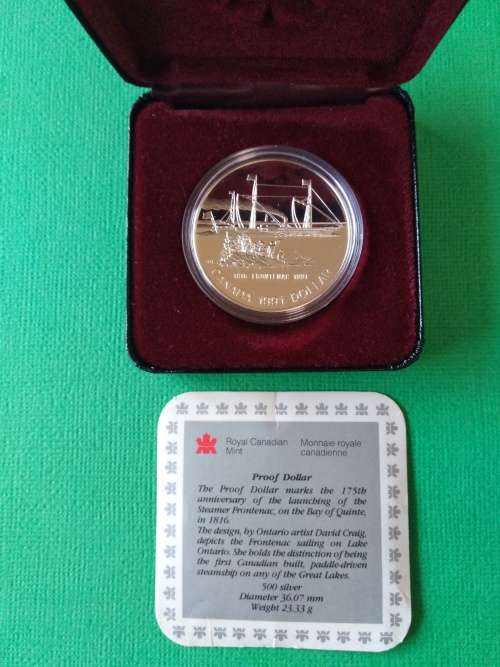 1816 FRONTENAC 1991
CANADA 1991 DOLLAR
Royal Canadian Mint
Monnaie royale canadienne
Proof Dollar
The Proof Dollar marks the 175th
anniversary of the launching of the
Steamer Frontenac, on the Bay of Quinte,
in 1816.
The design, by Ontario artist David Craig,
depicts the Frontenac sailing on Lake
Ontario. She holds the distinction of being
the first Canadian built, paddle-driven
steamship on any of the Great Lakes.
500 silver
Diameter 36.07 mm
Weight 23.33 g